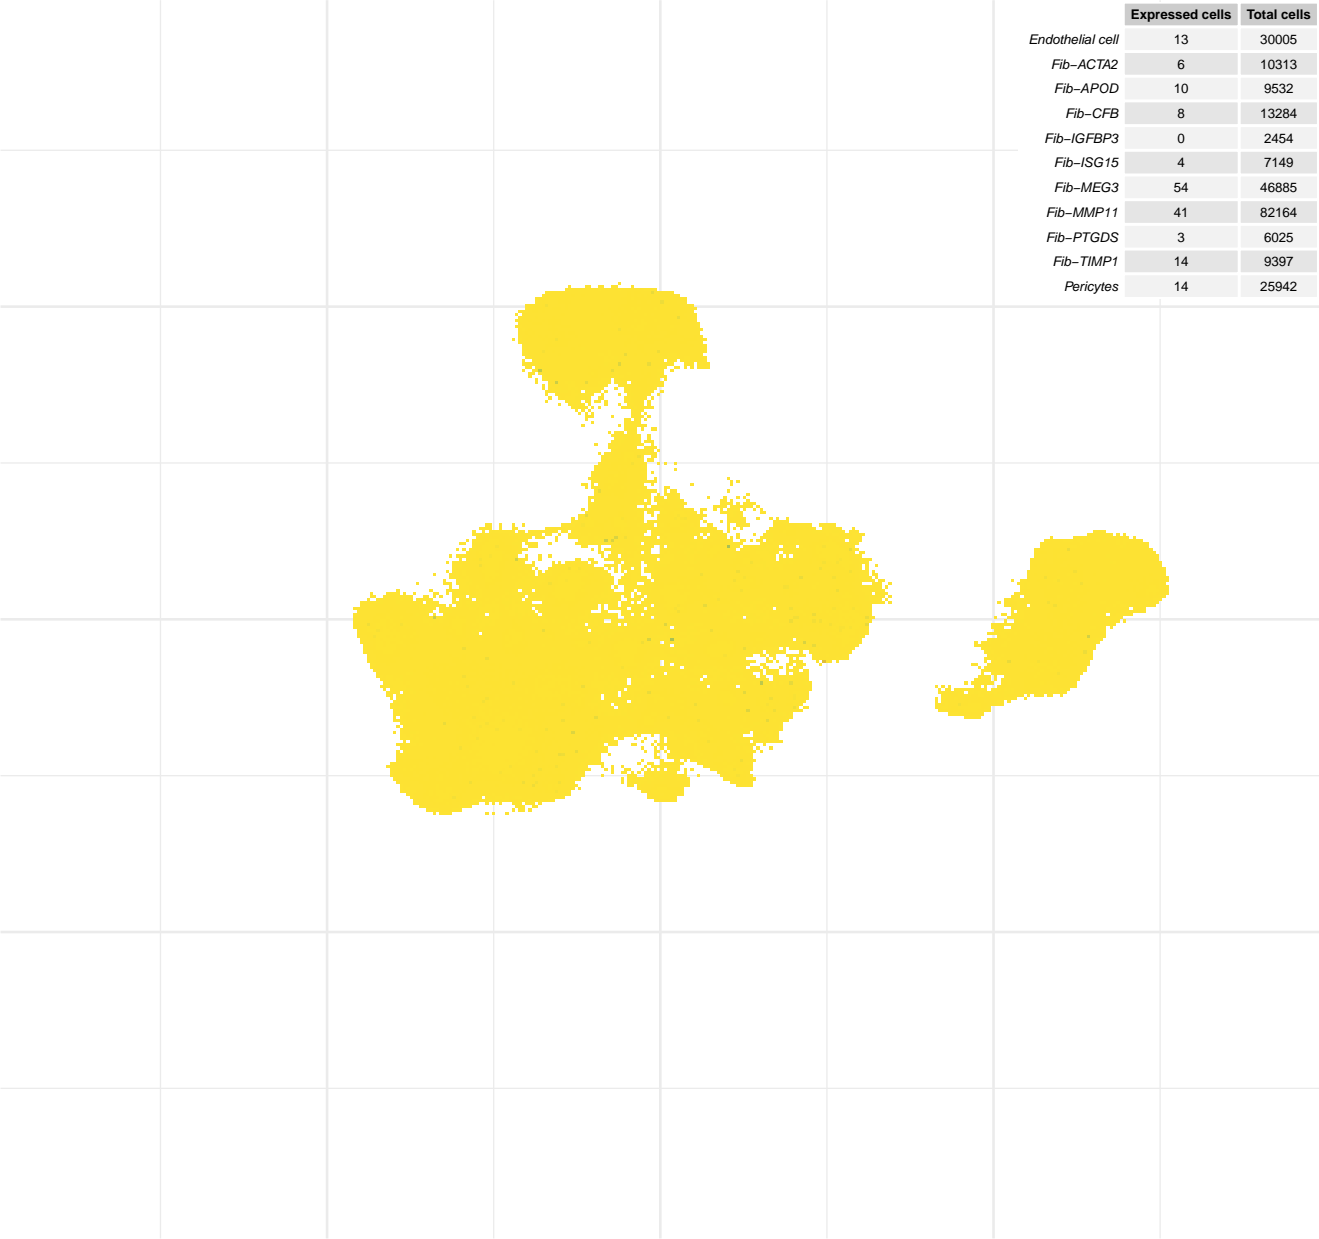 Expressed cells Total cells
Endothelial cell 13 30005
Fib−ACTA2 6 10313
Fib−APOD 10 9532
Fib−CFB 8 13284
Fib−IGFBP3 0 2454
Fib−ISG15 4 7149
Fib−MEG3 54 46885
Fib−MMP11 41 82164
Fib−PTGDS 3 6025
Fib−TIMP1 14 9397
Pericytes 14 25942